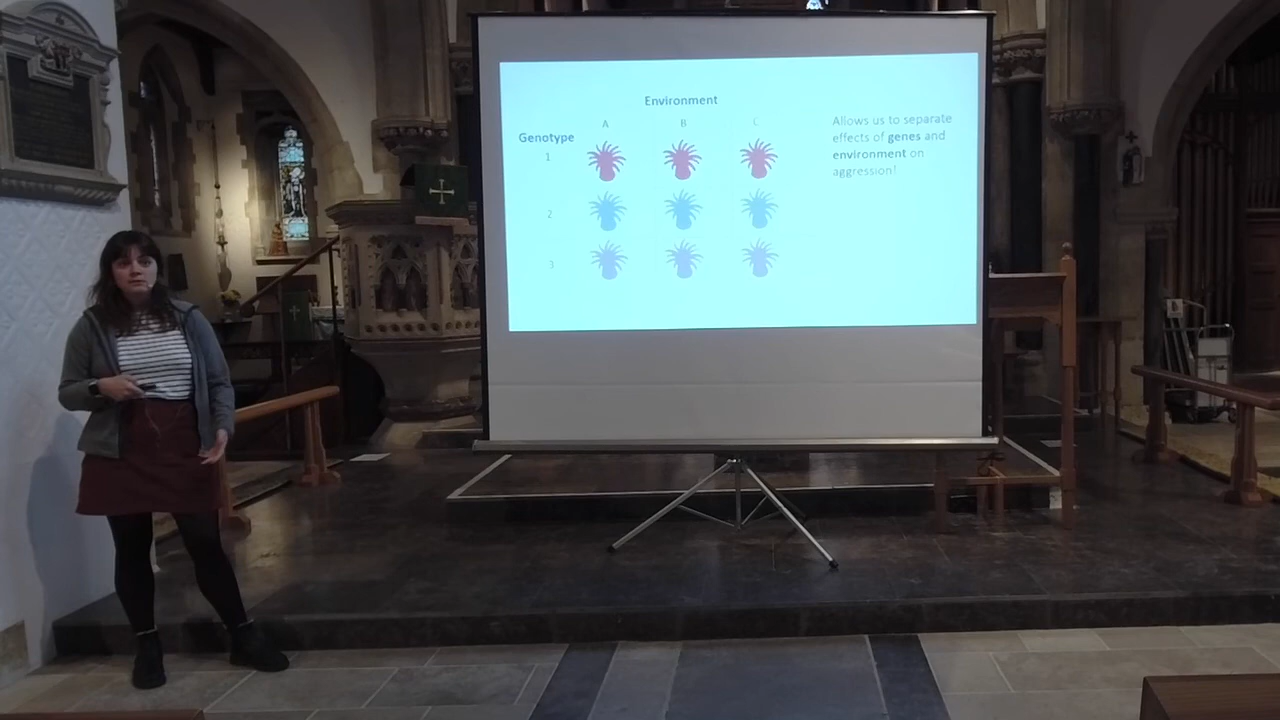 Environment
A B C
Genotype
1
2
3
Allows us to separate
effects of genes and
environment on
aggression!